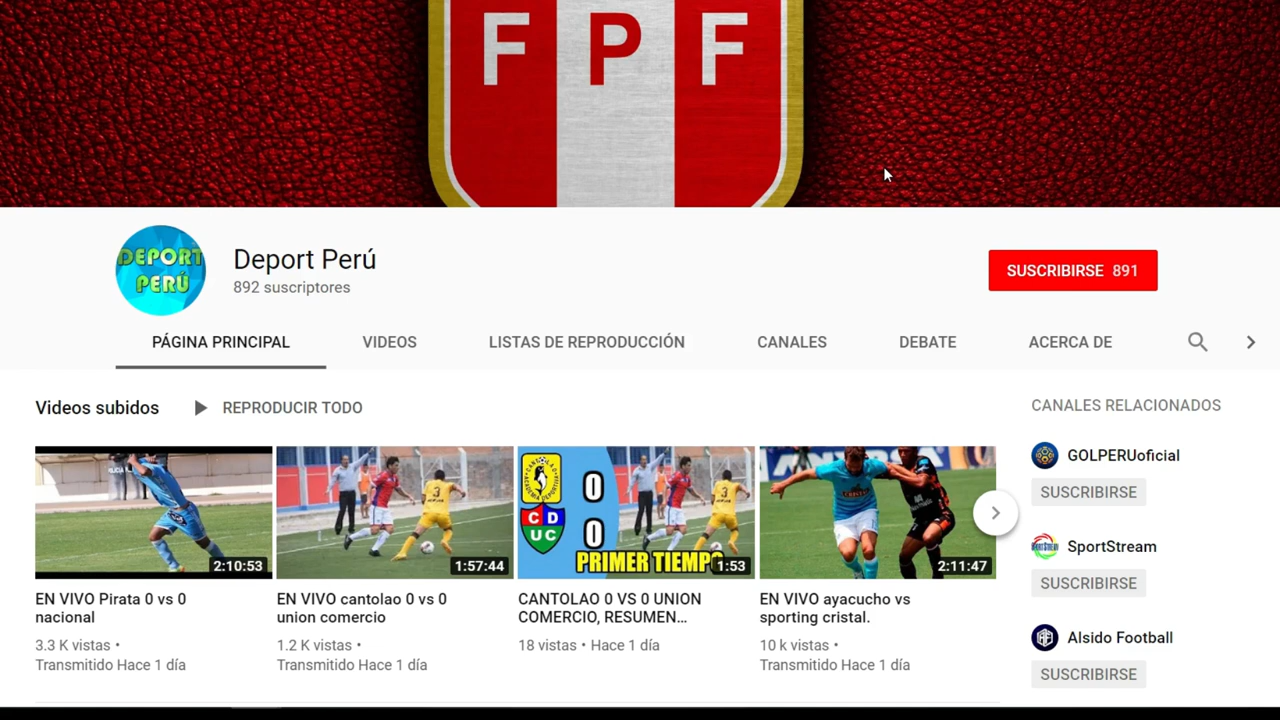 F P F
DEPORT
PERÚ
Deport Perú
892 suscriptores
SUSCRIBIRSE 891
PÁGINA PRINCIPAL
VIDEOS
LISTAS DE REPRODUCCIÓN
CANALES
DEBATE
ACERCA DE
Videos subidos
REPRODUCIR TODO
2:10:53
EN VIVO Pirata 0 vs 0
nacional
3.3 K vistas •
Transmitido Hace 1 día
1:57:44
EN VIVO cantolao 0 vs 0
union comercio
1.2 K vistas •
Transmitido Hace 1 día
0
CD
UC
0
PRIMER TIEMPO
1:53
CANTOLAO 0 VS 0 UNION
COMERCIO, RESUMEN...
18 vistas • Hace 1 día
2:11:47
EN VIVO ayacucho vs
sporting cristal.
10 k vistas •
Transmitido Hace 1 día
CANALES RELACIONADOS
GOLPERUoficial
SUSCRIBIRSE
SportStream
SUSCRIBIRSE
Alsido Football
SUSCRIBIRSE